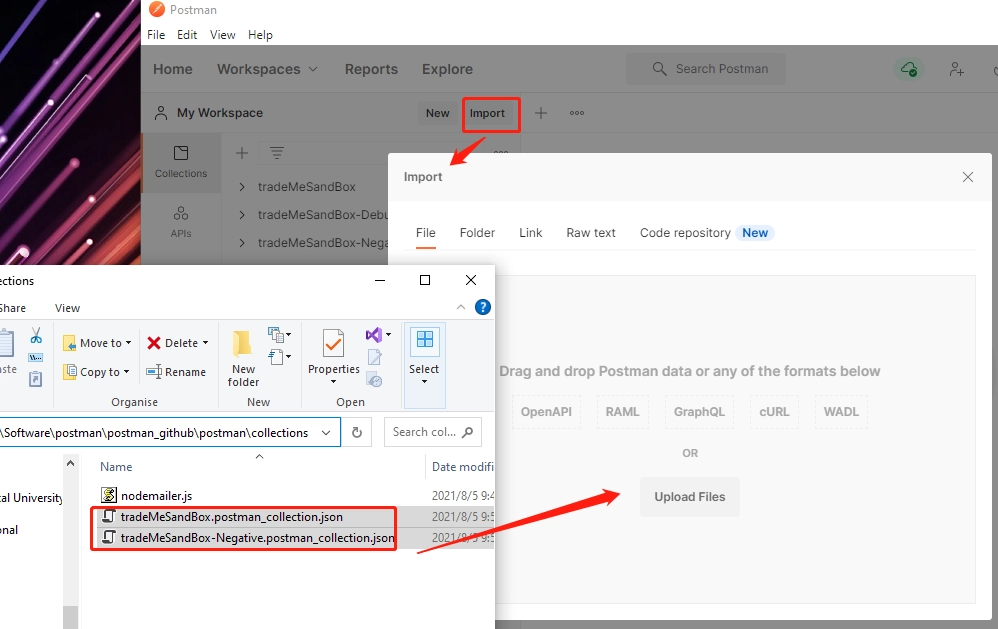 Postman
File Edit View Help
Home Workspaces Reports Explore Search Postman
My Workspace New Import
Collections
APIs
tradeMeSandBox
tradeMeSandBox-Debu
tradeMeSandBox-Nega
Import
File Folder Link Raw text Code repository New
Drag and drop Postman data or any of the formats below
OpenAPI RAML GraphQL cURL WADL
OR
Upload Files
ections
Share View
aste
Move to Delete
Copy to Rename
New folder
Properties
Select
Organise New Open
\Software\postman\postman_github\postman\collections
Search col...
Name Date modifi
nodemailer.js 2021/8/5 9:4
tradeMeSandBox.postman_collection.json 2021/8/5 9:5
tradeMeSandBox-Negative.postman_collection.json 2021/8/5 9:5
tal University
onal